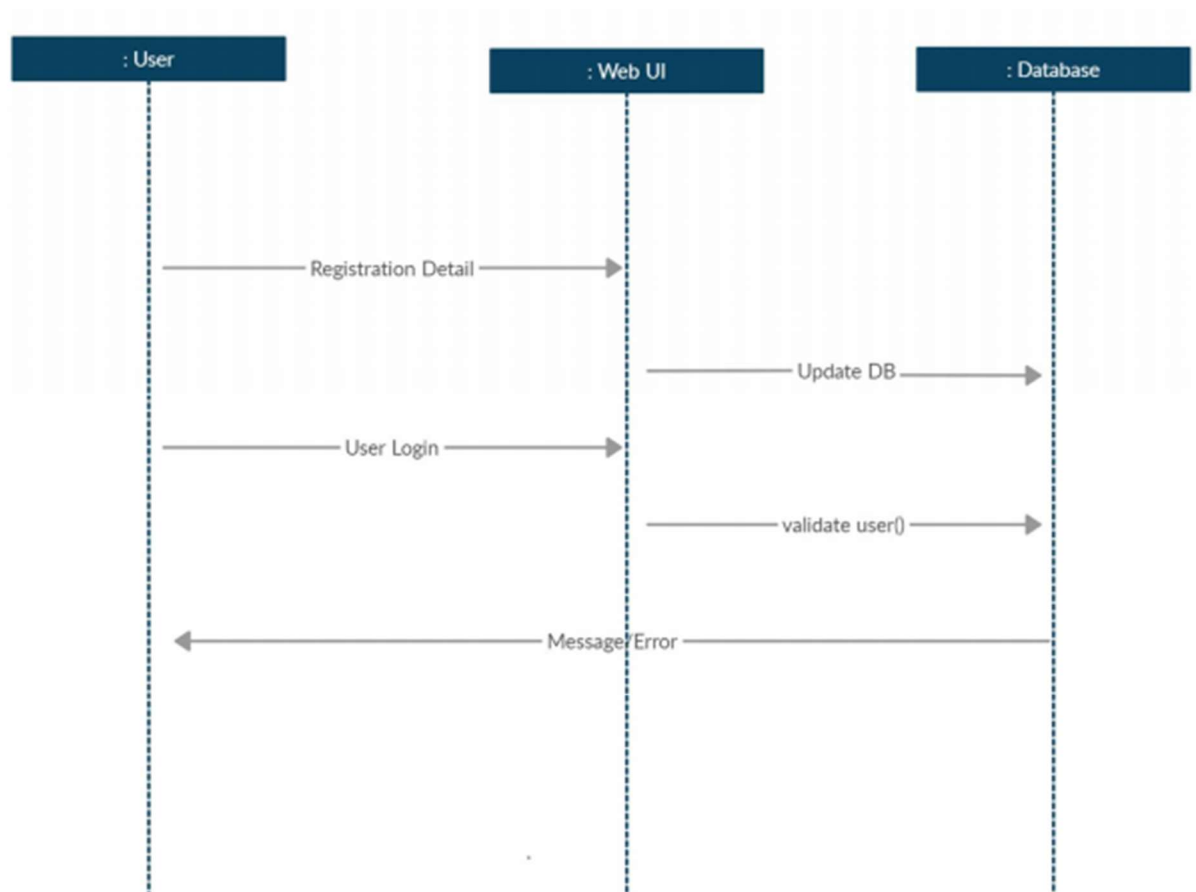 : User
: Web UI
: Database
Registration Detail
Update DB
User Login
validate user()
Message/Error